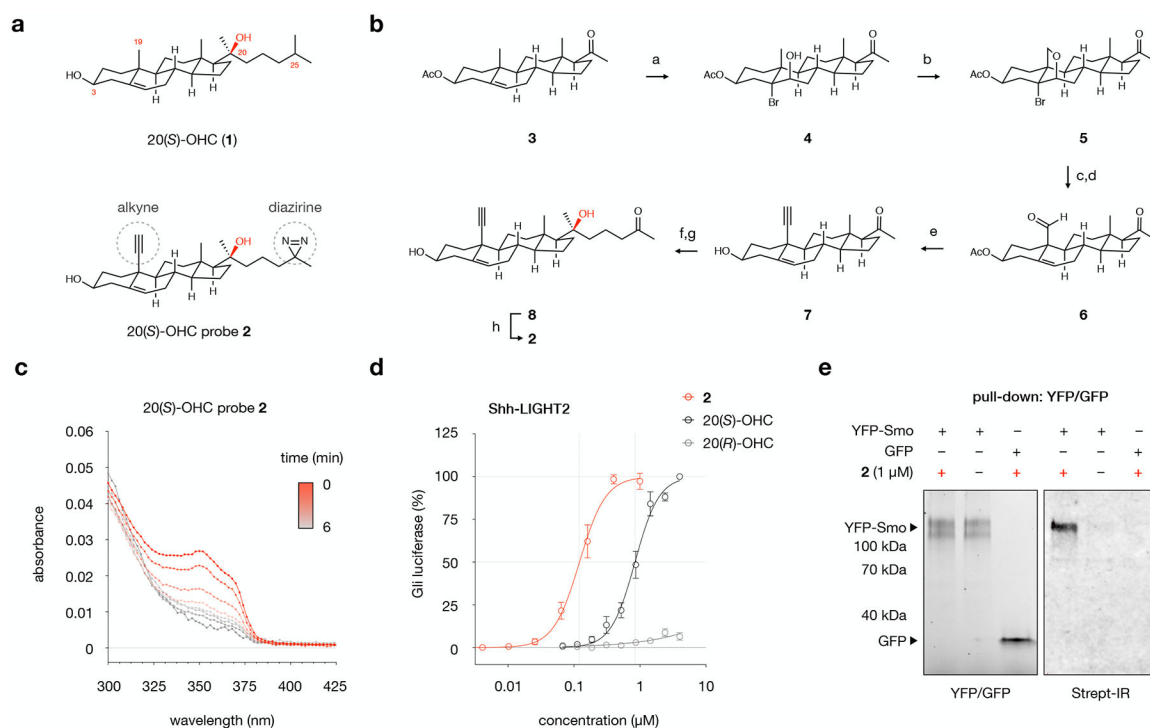 a
19
H
OH
20
25
HO
3
H
H
20(S)-OHC (1)
alkyne
diazirine
N=N
OH
H
HO
H
H
20(S)-OHC probe 2
b
H
O
AcO
H
H
3
a
OH
H
O
AcO
Br
H
H
4
b
O
H
O
AcO
Br
H
H
5
c,d
O
H
H
O
AcO
H
H
6
e
H
O
HO
H
H
7
f,g
H
OH
O
HO
H
H
8
h
2
c
20(S)-OHC probe 2
0.06
0.05
0.04
0.03
0.02
0.01
0
absorbance
time (min)
0
6
300 325 350 375 400 425
wavelength (nm)
d
Shh-LIGHT2
2
20(S)-OHC
20(R)-OHC
125
100
75
50
25
0
Gli luciferase (%)
0.01 0.1 1 10
concentration (µM)
e
pull-down: YFP/GFP
YFP-Smo + + – + + –
GFP – – + – – +
2 (1 µM) + – + + – +
YFP-Smo
100 kDa
70 kDa
40 kDa
GFP
YFP/GFP
Strept-IR